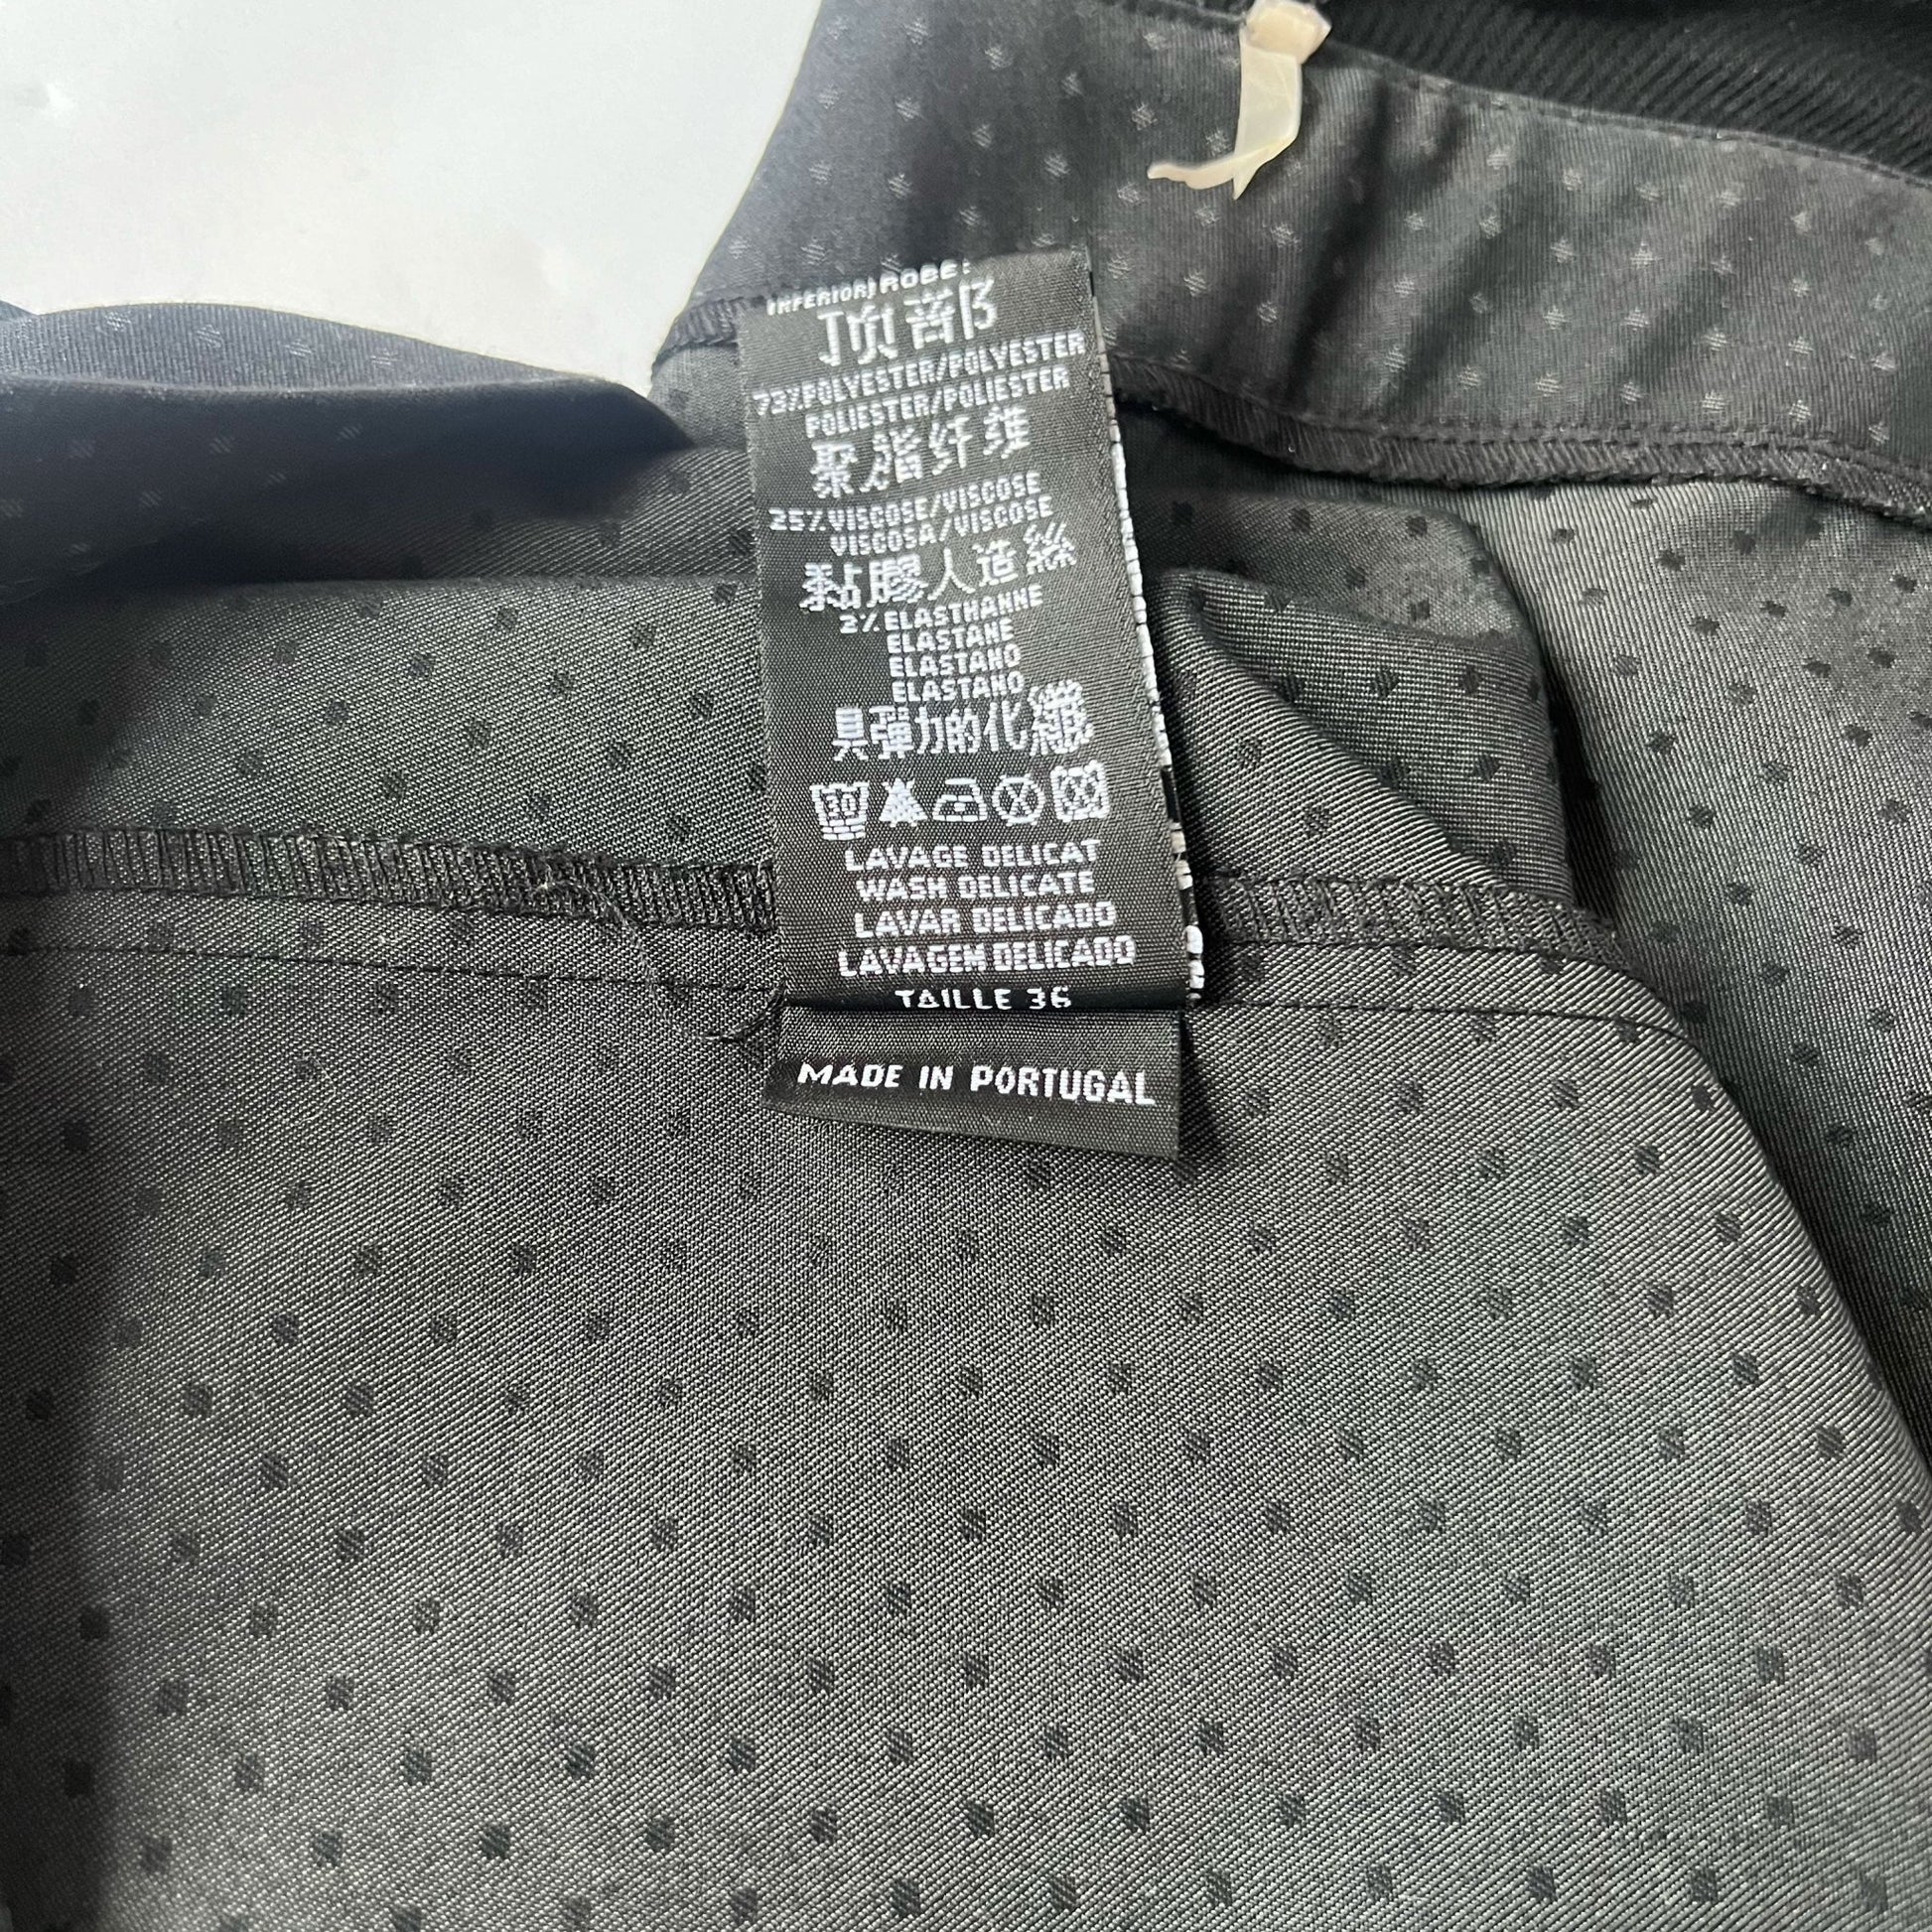 INFERIOR) ROBE:
顶部
73%POLYESTER/POLYESTER
POLIESTER/POLIESTER
聚脂纤维
25%VISCOSE/VISCOSE
VISCOSA/VISCOSE
黏膠人造絲
2%ELASTHANNE
ELASTANE
ELASTANO
ELASTANO
具彈力的化纖
30
LAVAGE DELICAT
WASH DELICATE
LAVAR DELICADO
LAVAGEM DELICADO
TAILLE 36
MADE IN PORTUGAL